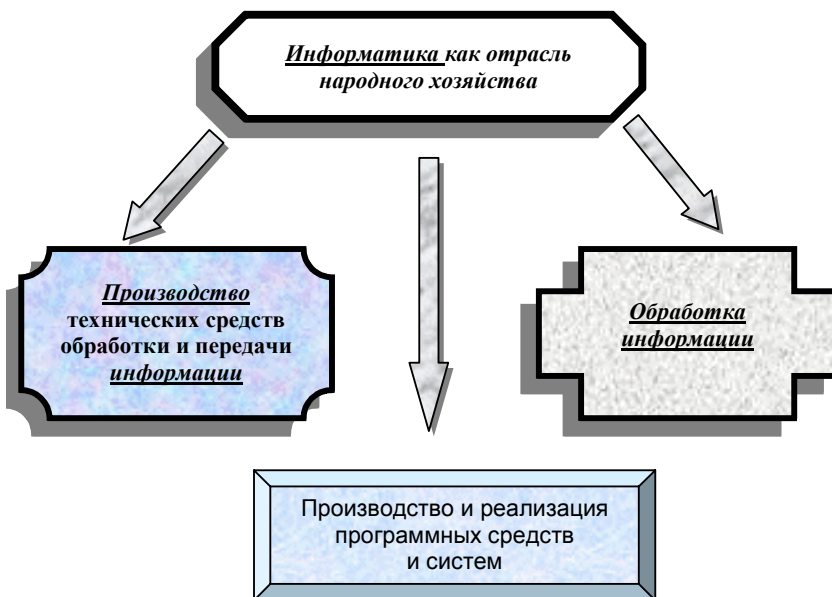 Информатика как отрасль
народного хозяйства
Производство
технических средств
обработки и передачи
информации
Обработка
информации
Производство и реализация
программных средств
и систем